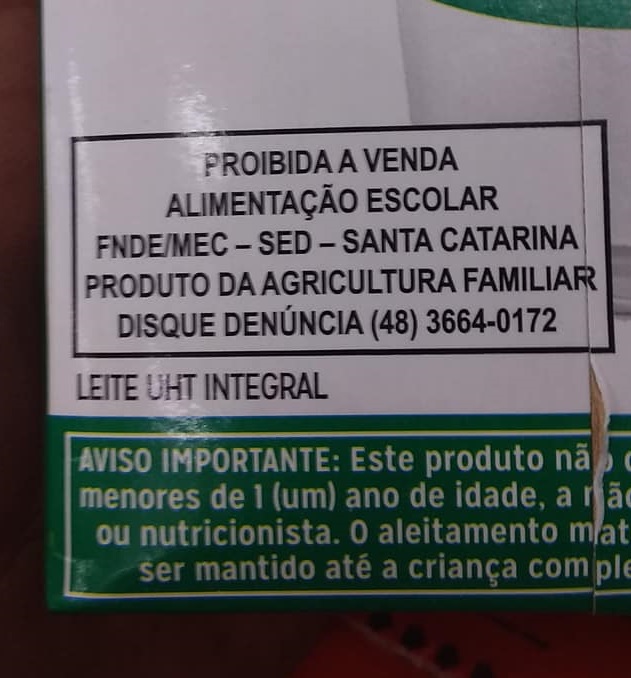 PROIBIDA A VENDA
ALIMENTAÇÃO ESCOLAR
FNDE/MEC – SED – SANTA CATARINA
PRODUTO DA AGRICULTURA FAMILIAR
DISQUE DENÚNCIA (48) 3664-0172
LEITE UHT INTEGRAL
AVISO IMPORTANTE: Este produto não
menores de 1 (um) ano de idade, a
ou nutricionista. O aleitamento
ser mantido até a criança